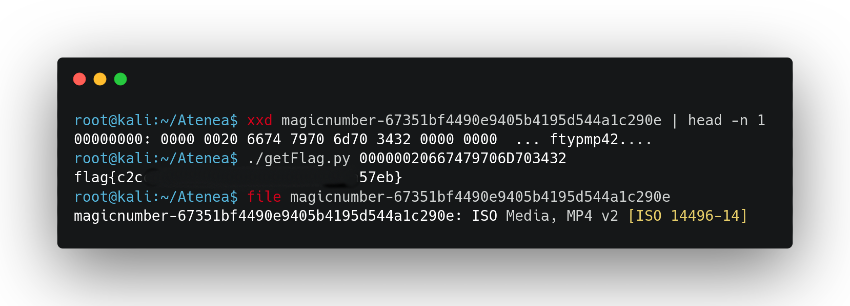 root@kali:~/Atenea$ xxd magicnumber-67351bf4490e9405b4195d544a1c290e | head -n 1
00000000: 0000 0020 6674 7970 6d70 3432 0000 0000  ... ftypmp42....
root@kali:~/Atenea$ ./getFlag.py 00000020667479706D703432
flag{c2c 57eb}
root@kali:~/Atenea$ file magicnumber-67351bf4490e9405b4195d544a1c290e
magicnumber-67351bf4490e9405b4195d544a1c290e: ISO Media, MP4 v2 [ISO 14496-14]